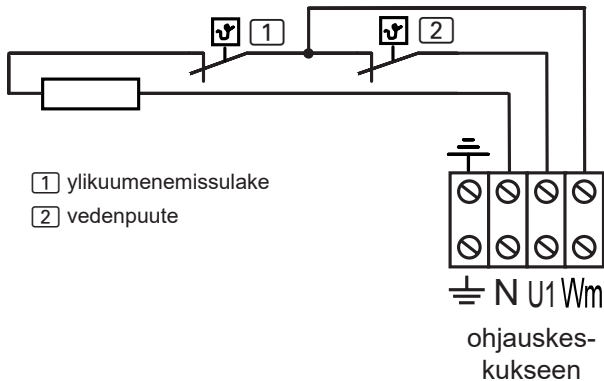 ϑ 1 ϑ 2
1 ylikuumenemissulake
2 vedenpuute
N U1 Wm
ohjauskes-
kukseen